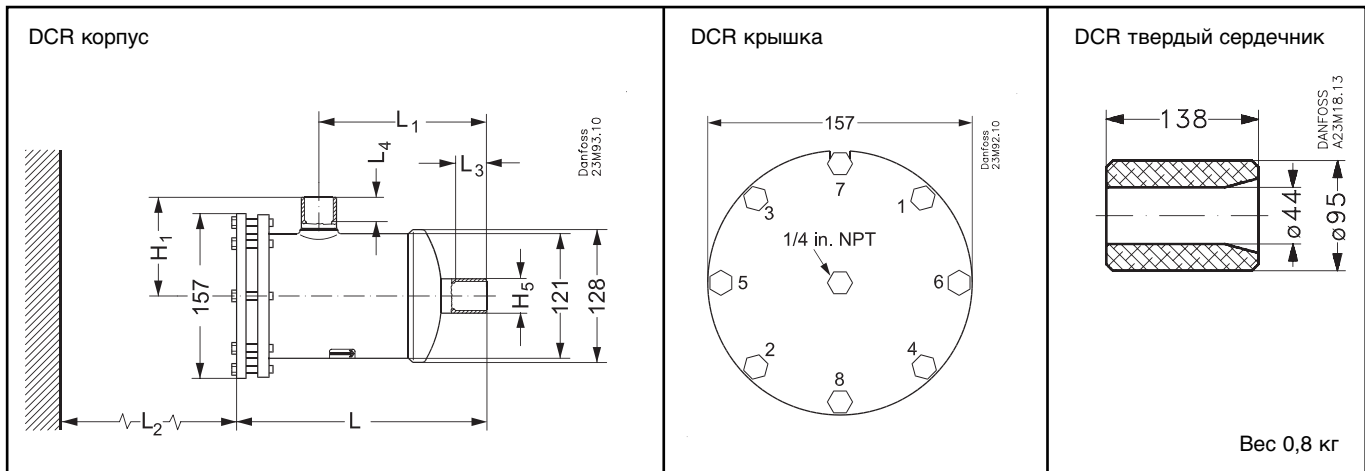 DCR корпус
L₁
L₄
L₃
Danfoss
23M93.10
H₁
157
H₅
121
128
L₂
L
DCR крышка
157
Danfoss
23M92.10
7
3
1
1/4 in. NPT
5
6
2
4
8
DCR твердый сердечник
138
DANFOSS
A23M18.13
ø44
ø95
Вес 0,8 кг